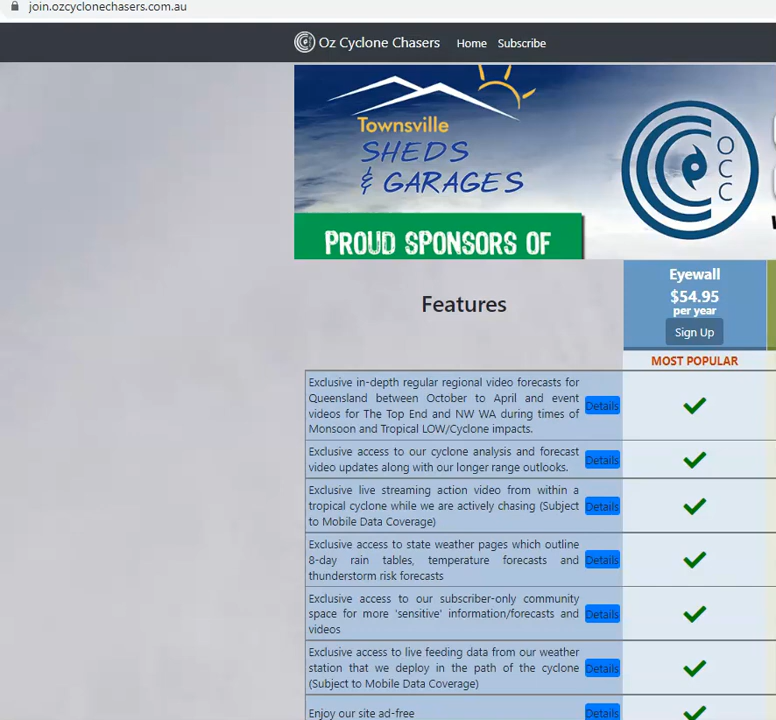 join.ozcyclonechasers.com.au
Oz Cyclone Chasers Home Subscribe
Townsville
SHEDS
& GARAGES
OCC
PROUD SPONSORS OF
Features
Eyewall
$54.95
per year
Sign Up
MOST POPULAR
Exclusive in-depth regular regional video forecasts for
Queensland between October to April and event
videos for The Top End and NW WA during times of
Monsoon and Tropical LOW/Cyclone impacts.
Details
Exclusive access to our cyclone analysis and forecast
video updates along with our longer range outlooks.
Details
Exclusive live streaming action video from within a
tropical cyclone while we are actively chasing (Subject
to Mobile Data Coverage)
Details
Exclusive access to state weather pages which outline
8-day rain tables, temperature forecasts and
thunderstorm risk forecasts
Details
Exclusive access to our subscriber-only community
space for more 'sensitive' information/forecasts and
videos
Details
Exclusive access to live feeding data from our weather
station that we deploy in the path of the cyclone
(Subject to Mobile Data Coverage)
Details
Enjoy our site ad-free
Details